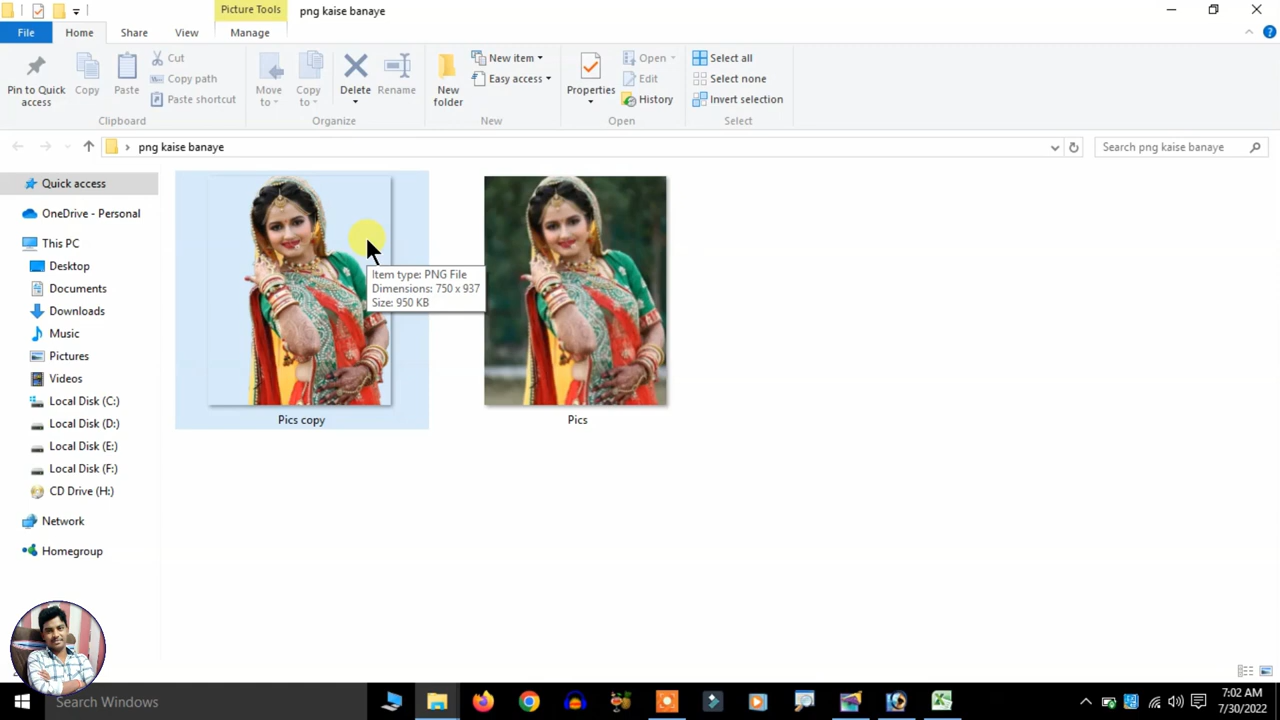 Picture Tools
png kaise banaye
File
Home
Share
View
Manage
Pin to Quick access
Copy
Paste
Cut
Copy path
Paste shortcut
Clipboard
Move to
Copy to
Delete
Rename
Organize
New folder
New item
Easy access
New
Properties
Open
Edit
History
Open
Select all
Select none
Invert selection
Select
png kaise banaye
Search png kaise banaye
Quick access
OneDrive - Personal
This PC
Desktop
Documents
Downloads
Music
Pictures
Videos
Local Disk (C:)
Local Disk (D:)
Local Disk (E:)
Local Disk (F:)
CD Drive (H:)
Network
Homegroup
Item type: PNG File
Dimensions: 750 x 937
Size: 950 KB
Pics copy
Pics
Search Windows
7:02 AM
7/30/2022